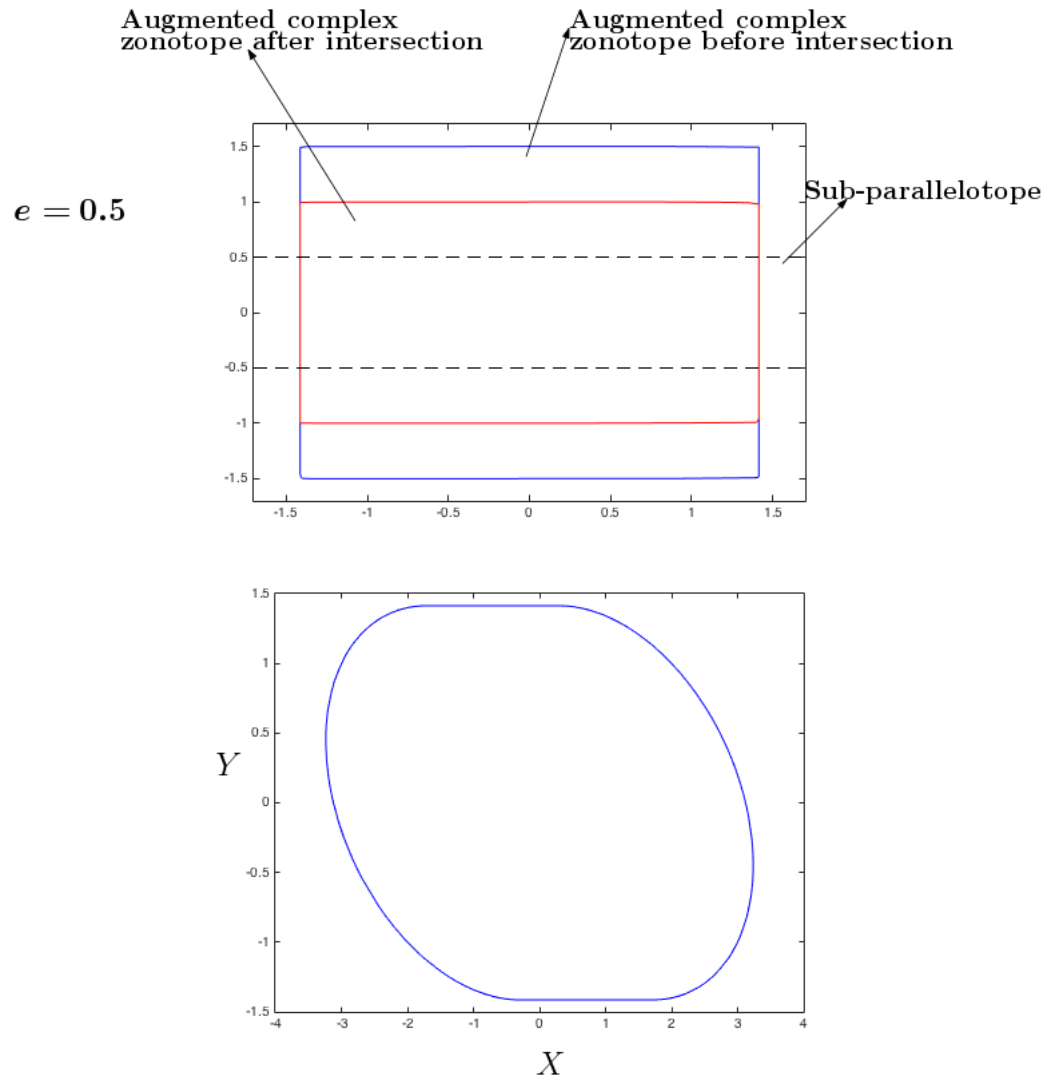 Augmented complex
zonotope after intersection
Augmented complex
zonotope before intersection
e = 0.5
Sub-parallelotope
1.5
1
0.5
0
-0.5
-1
-1.5
-1.5 -1 -0.5 0 0.5 1 1.5
1.5
1
0.5
0
-0.5
-1
-1.5
Y
-4 -3 -2 -1 0 1 2 3 4
X